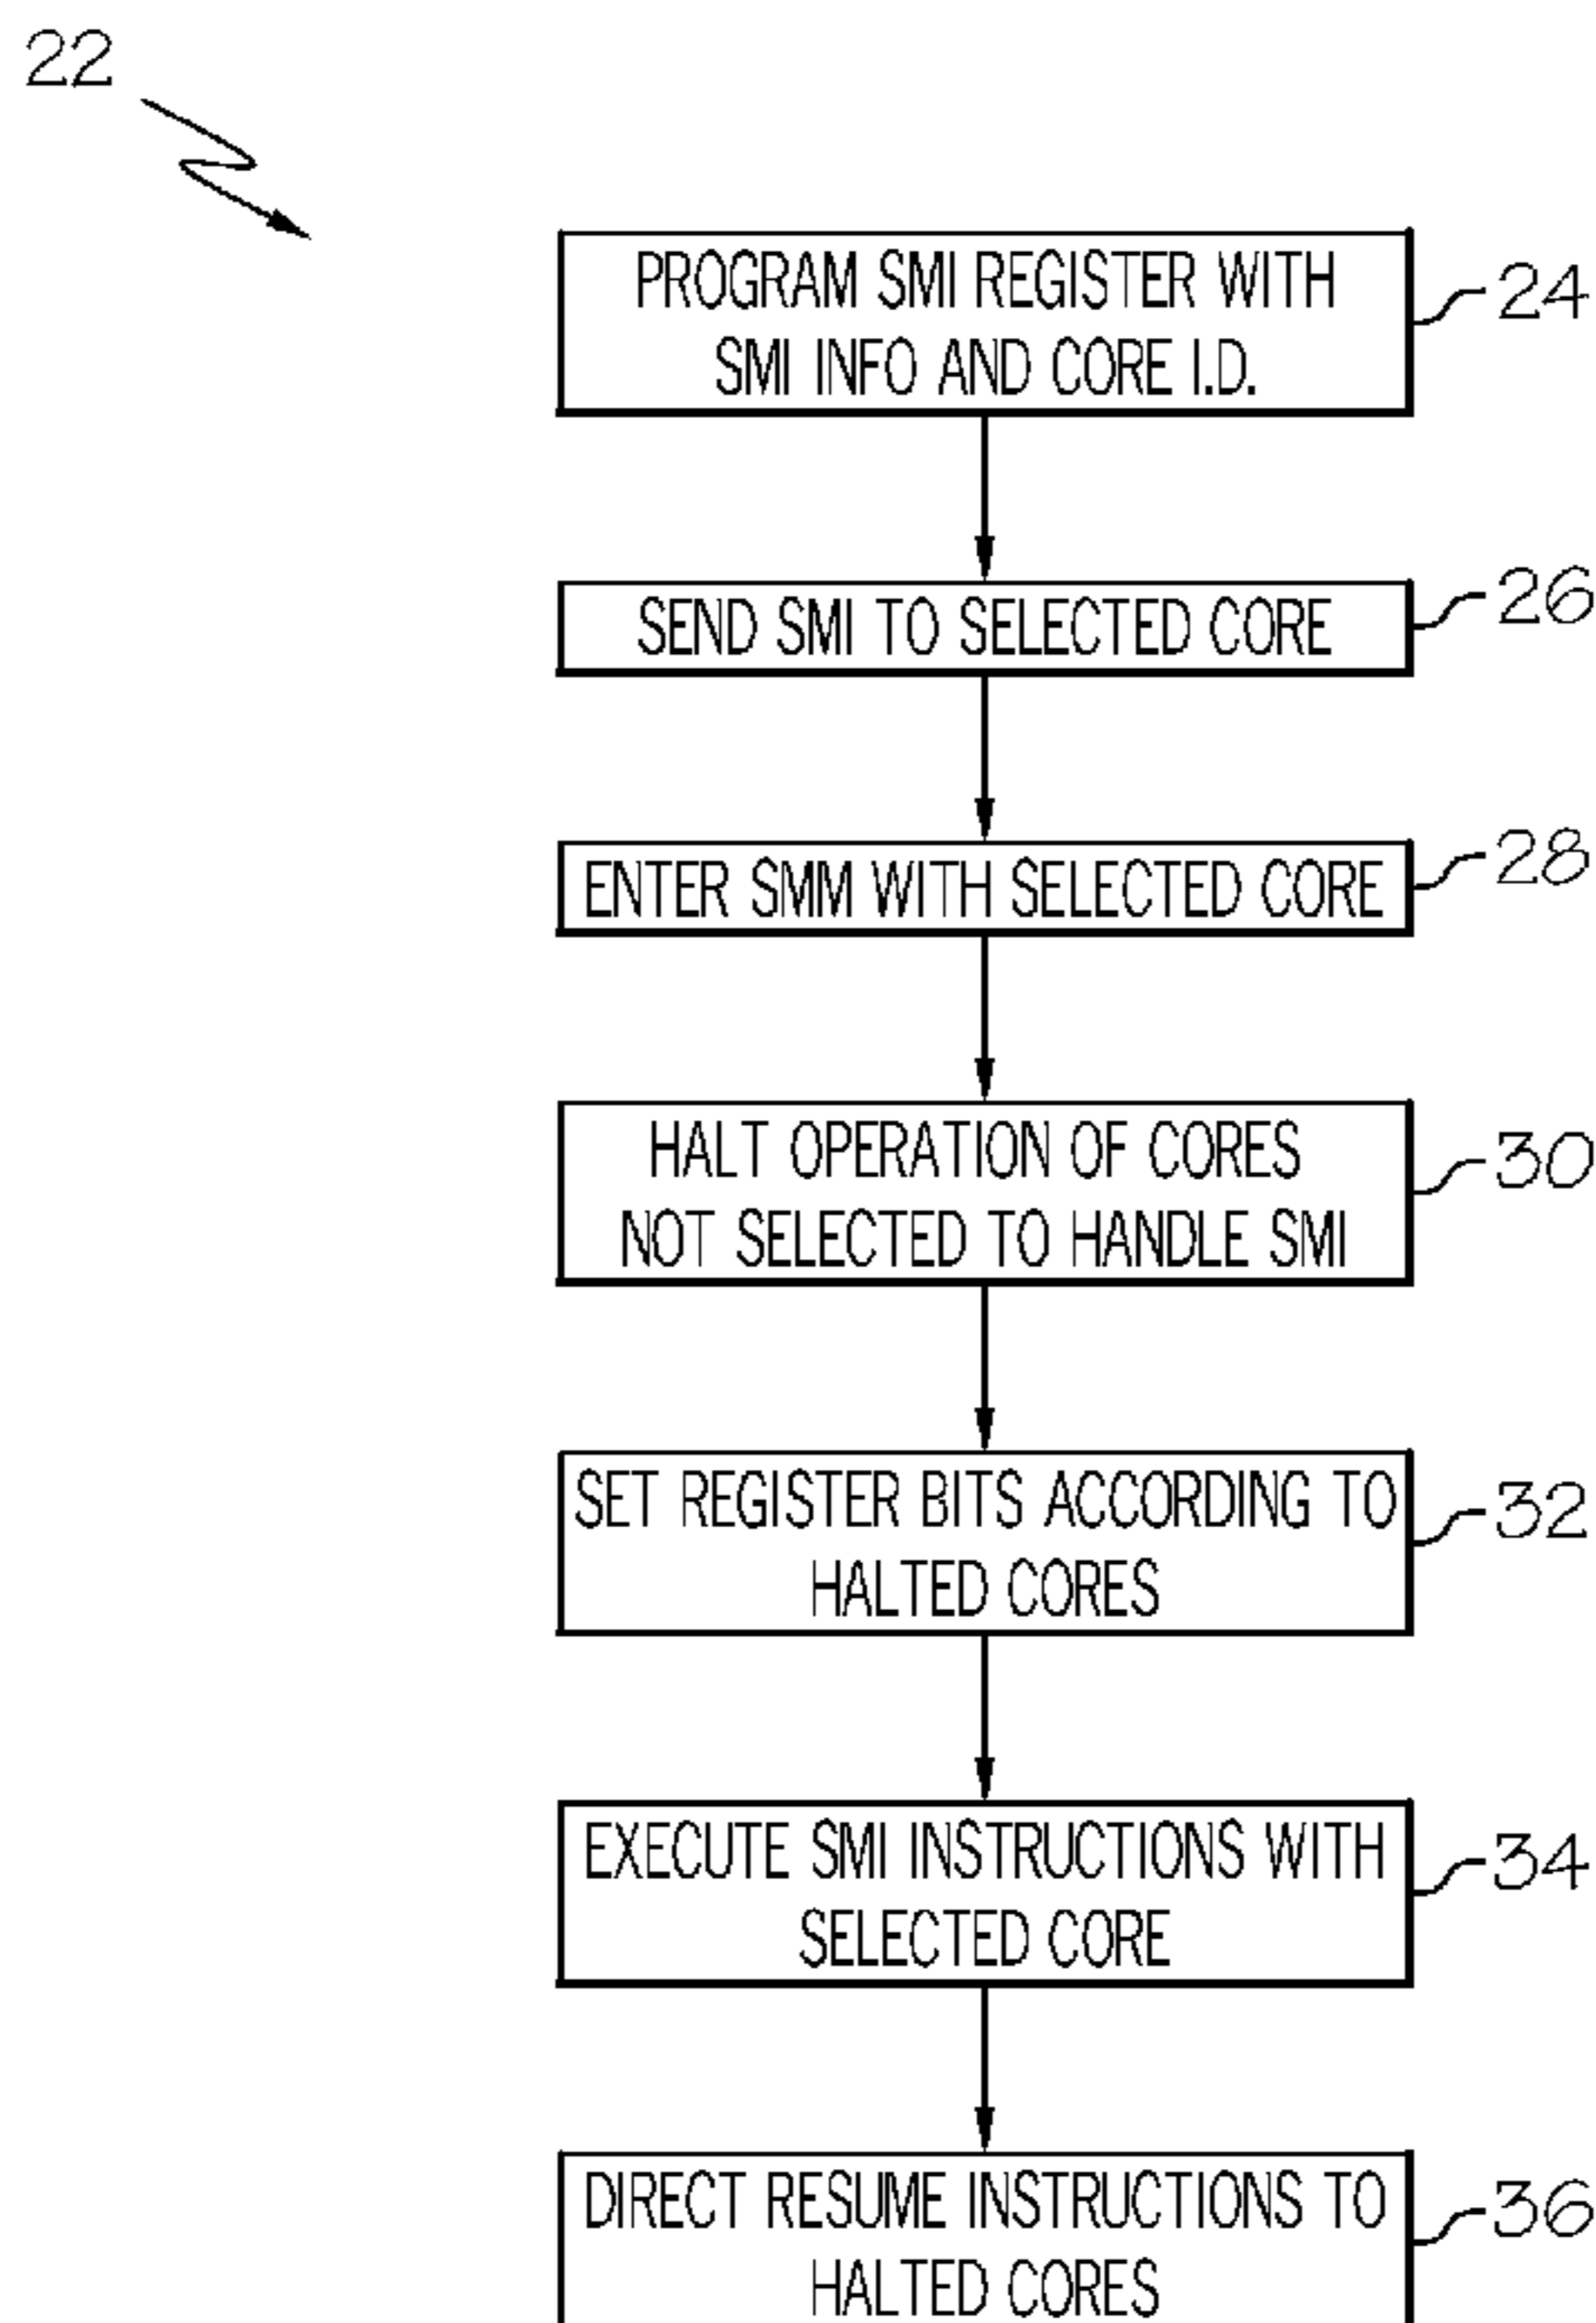 22
PROGRAM SMI REGISTER WITH
SMI INFO AND CORE I.D.
24
SEND SMI TO SELECTED CORE
26
ENTER SMM WITH SELECTED CORE
28
HALT OPERATION OF CORES
NOT SELECTED TO HANDLE SMI
30
SET REGISTER BITS ACCORDING TO
HALTED CORES
32
EXECUTE SMI INSTRUCTIONS WITH
SELECTED CORE
34
DIRECT RESUME INSTRUCTIONS TO
HALTED CORES
36